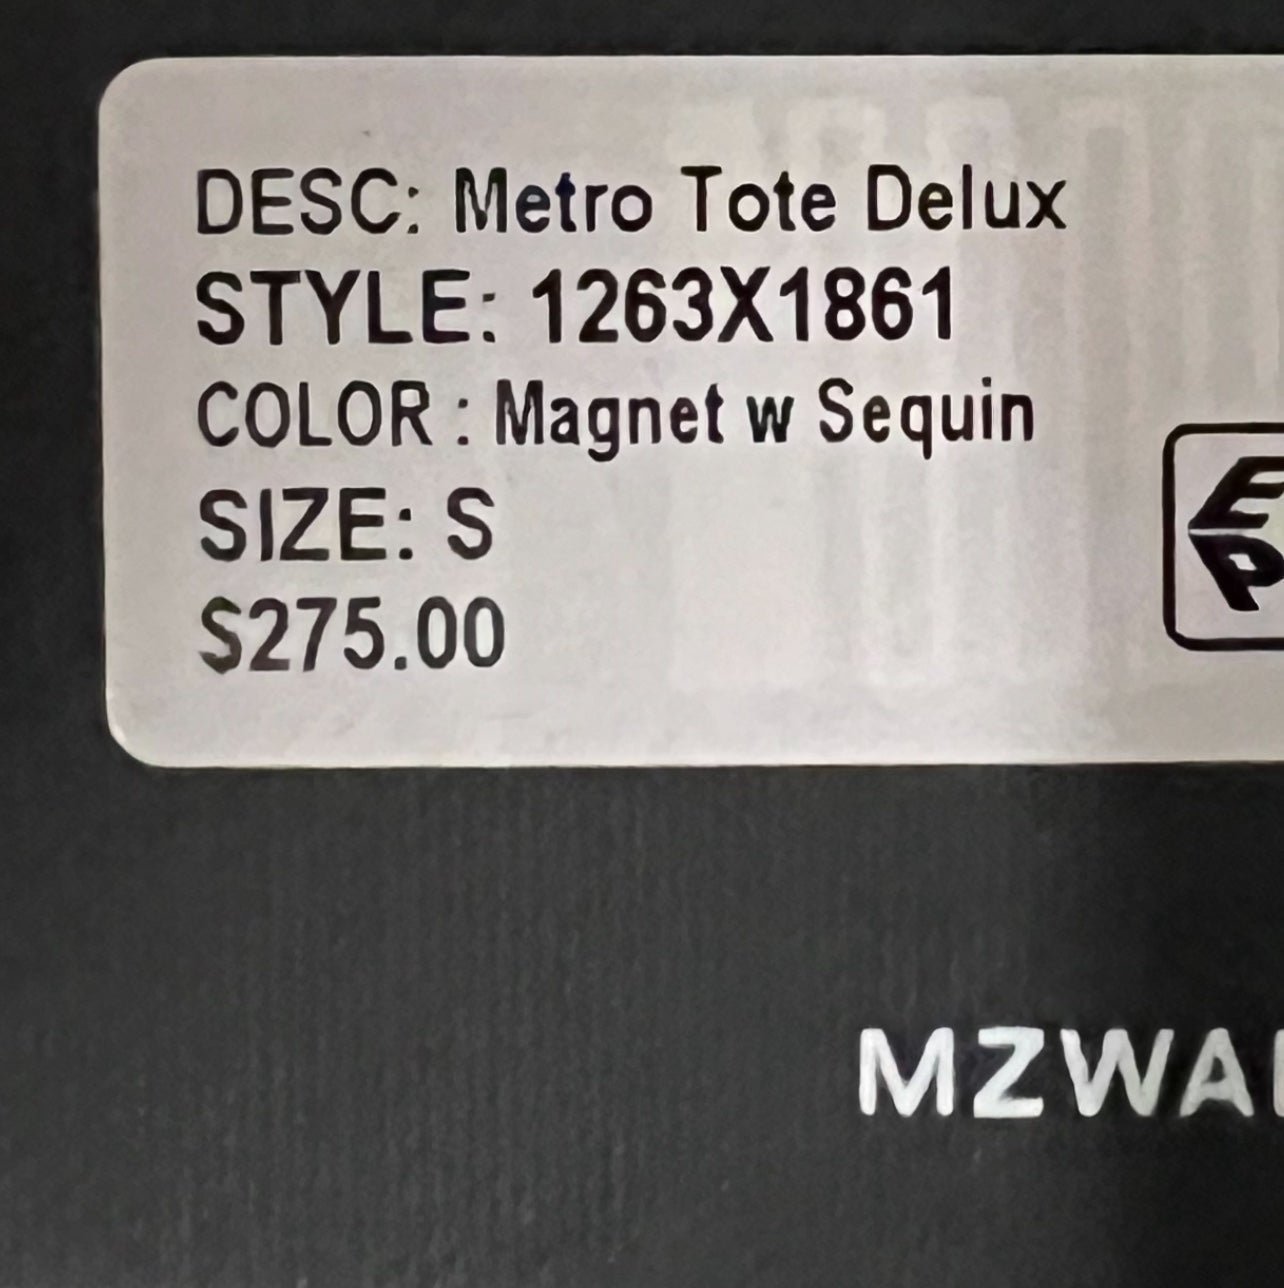 DESC: Metro Tote Delux
STYLE: 1263X1861
COLOR : Magnet w Sequin
SIZE: S
$275.00
E
P
MZWA